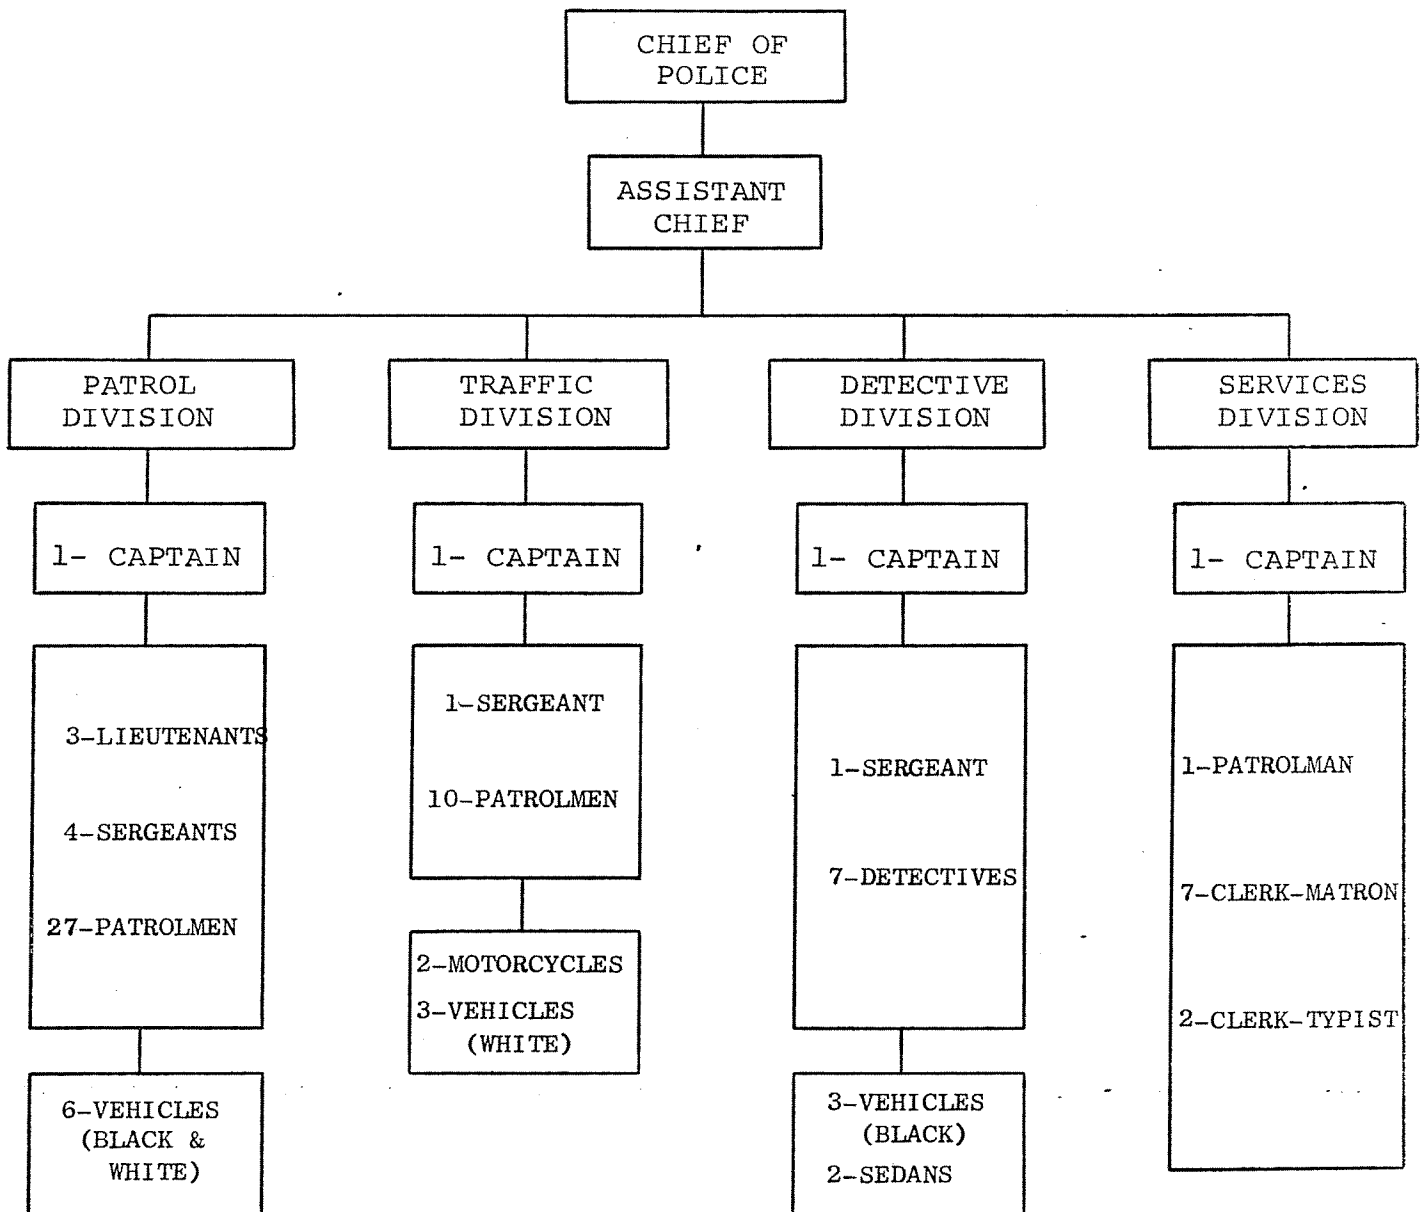 CHIEF OF
POLICE
ASSISTANT
CHIEF
PATROL
DIVISION
1- CAPTAIN
3-LIEUTENANTS
4-SERGEANTS
27-PATROLMEN
6-VEHICLES
(BLACK &
WHITE)
TRAFFIC
DIVISION
1- CAPTAIN
1-SERGEANT
10-PATROLMEN
2-MOTORCYCLES
3-VEHICLES
(WHITE)
DETECTIVE
DIVISION
1- CAPTAIN
1-SERGEANT
7-DETECTIVES
3-VEHICLES
(BLACK)
2-SEDANS
SERVICES
DIVISION
1- CAPTAIN
1-PATROLMAN
7-CLERK-MATRON
2-CLERK-TYPIST